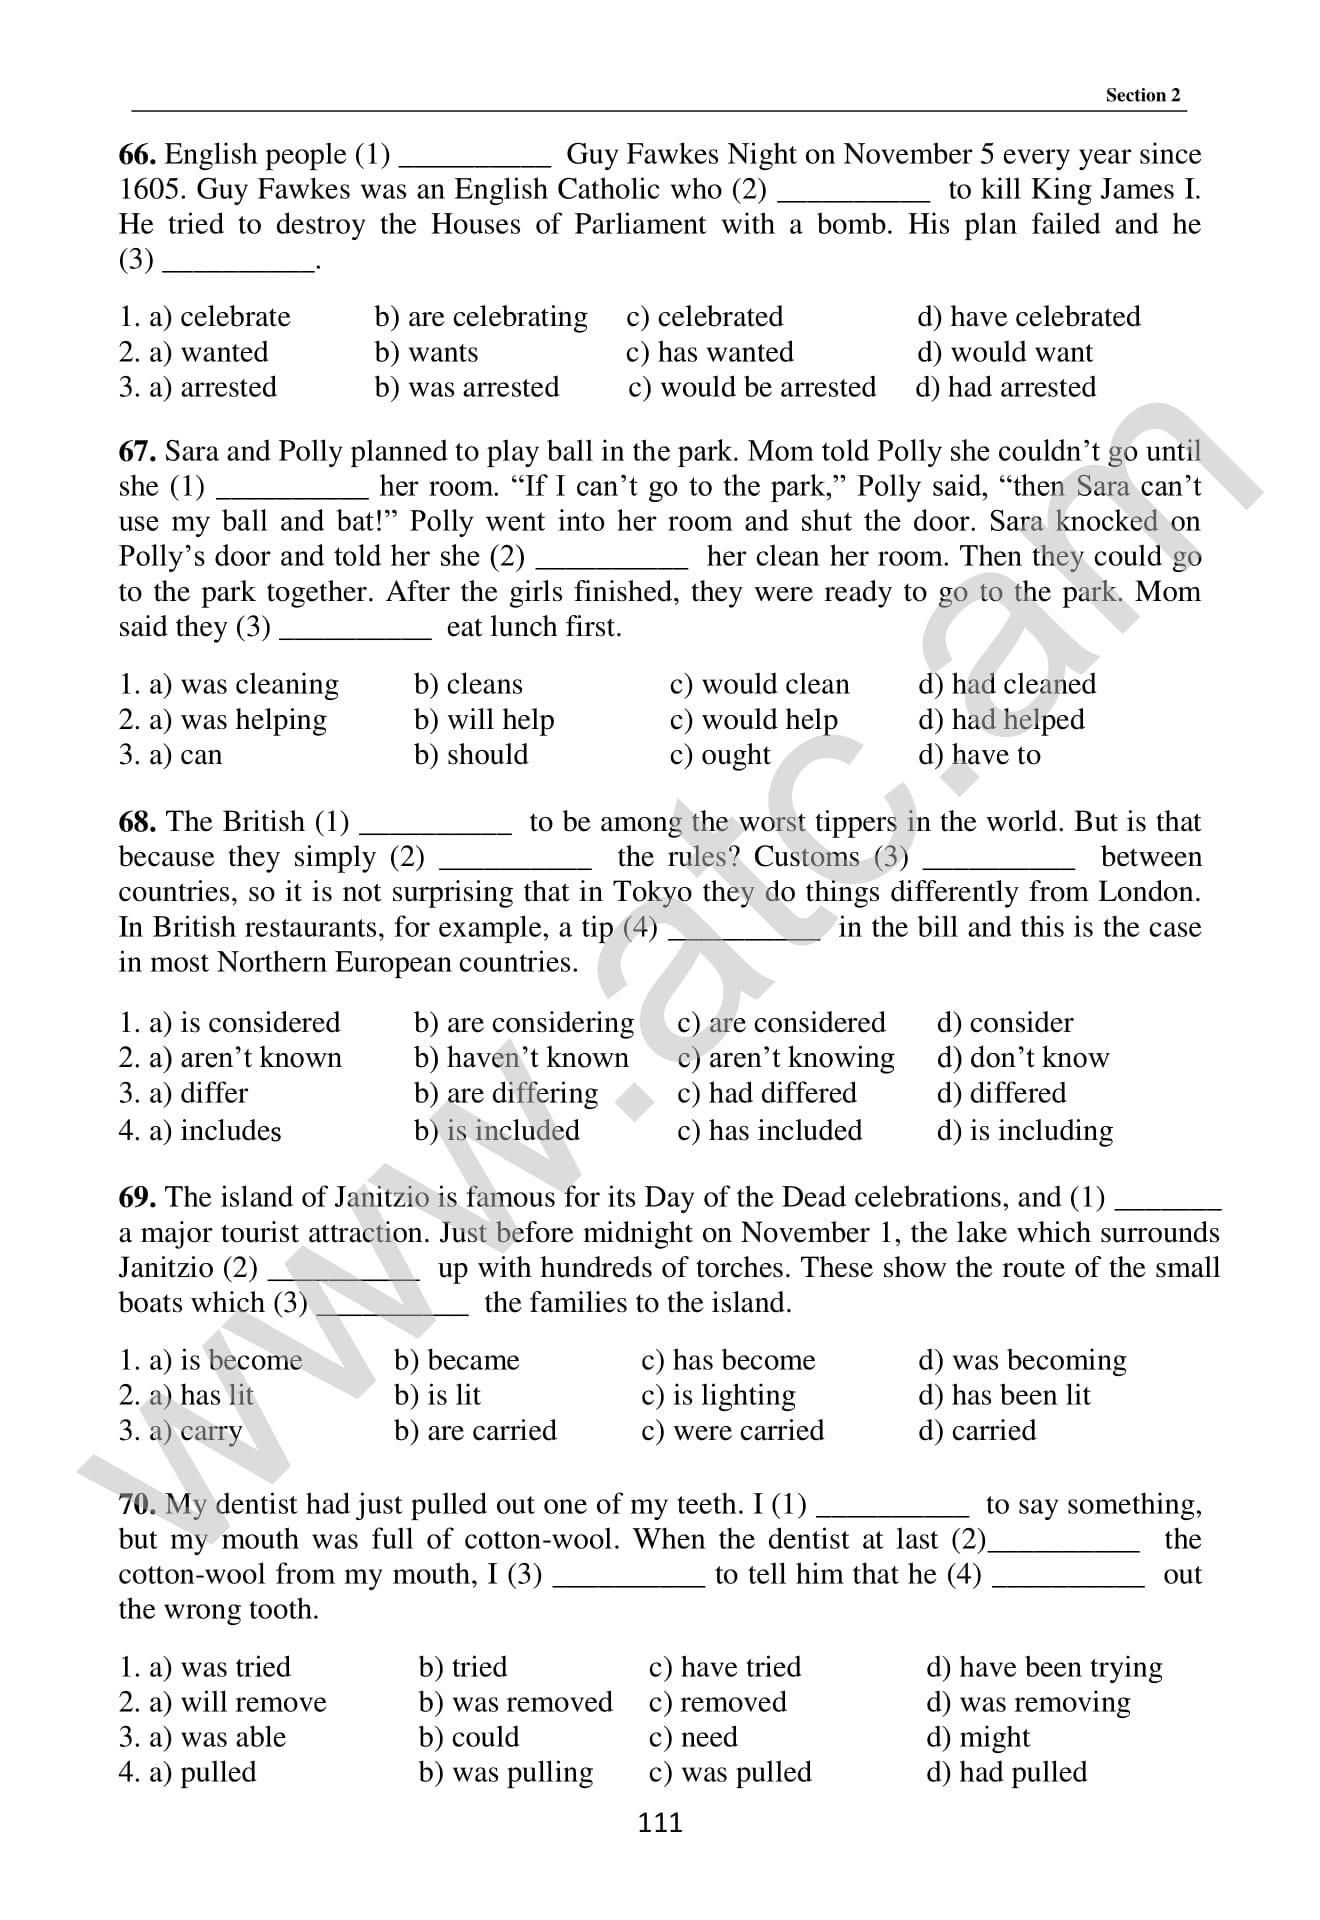 Section 2
66. English people (1) __________ Guy Fawkes Night on November 5 every year since
1605. Guy Fawkes was an English Catholic who (2) __________ to kill King James I.
He tried to destroy the Houses of Parliament with a bomb. His plan failed and he
(3) __________.
1. a) celebrate b) are celebrating c) celebrated d) have celebrated
2. a) wanted b) wants c) has wanted d) would want
3. a) arrested b) was arrested c) would be arrested d) had arrested
67. Sara and Polly planned to play ball in the park. Mom told Polly she couldn’t go until
she (1) __________ her room. “If I can’t go to the park,” Polly said, “then Sara can’t
use my ball and bat!” Polly went into her room and shut the door. Sara knocked on
Polly’s door and told her she (2) __________ her clean her room. Then they could go
to the park together. After the girls finished, they were ready to go to the park. Mom
said they (3) __________ eat lunch first.
1. a) was cleaning b) cleans c) would clean d) had cleaned
2. a) was helping b) will help c) would help d) had helped
3. a) can b) should c) ought d) have to
68. The British (1) __________ to be among the worst tippers in the world. But is that
because they simply (2) __________ the rules? Customs (3) __________ between
countries, so it is not surprising that in Tokyo they do things differently from London.
In British restaurants, for example, a tip (4) __________ in the bill and this is the case
in most Northern European countries.
1. a) is considered b) are considering c) are considered d) consider
2. a) aren’t known b) haven’t known c) aren’t knowing d) don’t know
3. a) differ b) are differing c) had differed d) differed
4. a) includes b) is included c) has included d) is including
69. The island of Janitzio is famous for its Day of the Dead celebrations, and (1) _______
a major tourist attraction. Just before midnight on November 1, the lake which surrounds
Janitzio (2) __________ up with hundreds of torches. These show the route of the small
boats which (3) __________ the families to the island.
1. a) is become b) became c) has become d) was becoming
2. a) has lit b) is lit c) is lighting d) has been lit
3. a) carry b) are carried c) were carried d) carried
70. My dentist had just pulled out one of my teeth. I (1) __________ to say something,
but my mouth was full of cotton-wool. When the dentist at last (2)__________ the
cotton-wool from my mouth, I (3) __________ to tell him that he (4) __________ out
the wrong tooth.
1. a) was tried b) tried c) have tried d) have been trying
2. a) will remove b) was removed c) removed d) was removing
3. a) was able b) could c) need d) might
4. a) pulled b) was pulling c) was pulled d) had pulled
111
www.atc.am